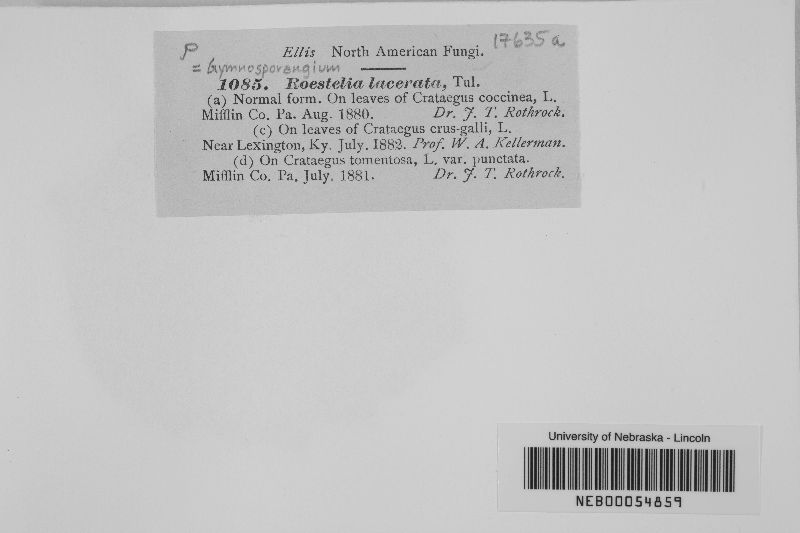 P
17635a
Ellis North American Fungi.
= Gymnosporangium
1085. Roestelia lacerata, Tul.
(a) Normal form. On leaves of Crataegus coccinea, L.
Mifflin Co. Pa. Aug. 1880. Dr. J. T. Rothrock.
(c) On leaves of Crataegus crus-galli, L.
Near Lexington, Ky. July. 1882. Prof. W. A. Kellerman.
(d) On Crataegus tomentosa, L. var. punctata.
Mifflin Co. Pa, July. 1881. Dr. J. T. Rothrock.
University of Nebraska - Lincoln
NEB00054859